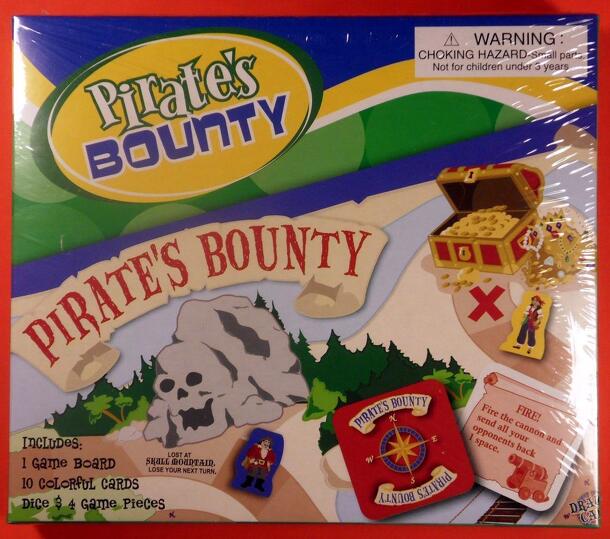 Pirate's
BOUNTY
WARNING:
CHOKING HAZARD-Small parts.
Not for children under 3 years
PIRATE'S BOUNTY
I
X
PIRATE'S BOUNTY
N
W E
S
PIRATE'S BOUNTY
FIRE!
Fire the cannon and
send all your
opponents back
1 space.
LOST AT
SKULL MOUNTAIN.
LOSE YOUR NEXT TURN.
INCLUDES:
1 GAME BOARD
10 COLORFUL CARDS
DICE & 4 GAME PIECES